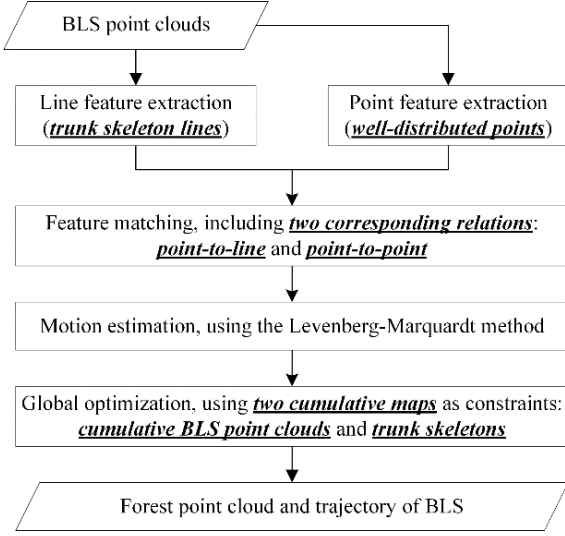 BLS point clouds
Line feature extraction
(trunk skeleton lines)
Point feature extraction
(well-distributed points)
Feature matching, including two corresponding relations:
point-to-line and point-to-point
Motion estimation, using the Levenberg-Marquardt method
Global optimization, using two cumulative maps as constraints:
cumulative BLS point clouds and trunk skeletons
Forest point cloud and trajectory of BLS